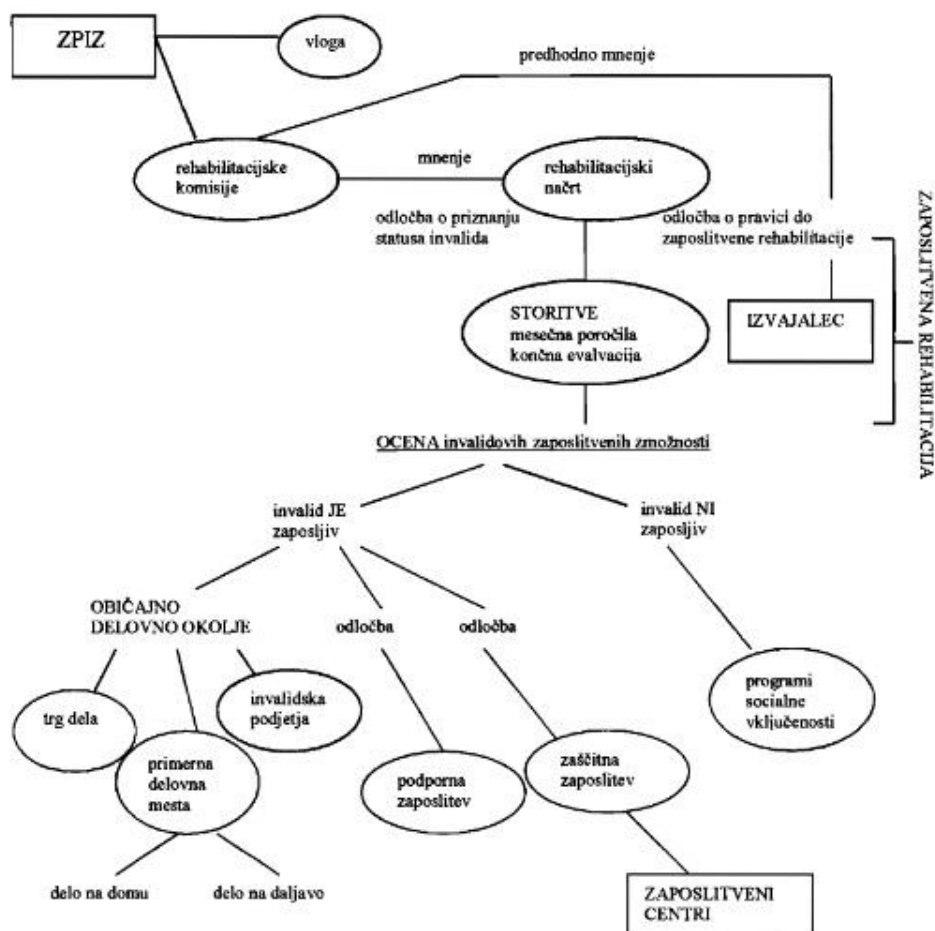 ZPIZ
vloga
predhodno mnenje
rehabilitacijske
komisije
mnenje
rehabilitacijski
načrt
odločba o priznanju
statusa invalida
odločba o pravici do
zaposlitvene rehabilitacije
ZAPOSLITVENA REHABILITACIJA
STORITVE
mesečna poročila
končna evalvacija
IZVAJALEC
OCENA invalidovih zaposlitvenih zmožnosti
invalid JE
zaposljiv
invalid NI
zaposljiv
OBIČAJNO
DELOVNO OKOLJE
odločba
odločba
trg dela
invalidska
podjetja
primerna
delovna
mesta
podporna
zaposlitev
zaščitna
zaposlitev
programi
socialne
vključenosti
delo na domu
delo na daljavo
ZAPOSLITVENI
CENTRI